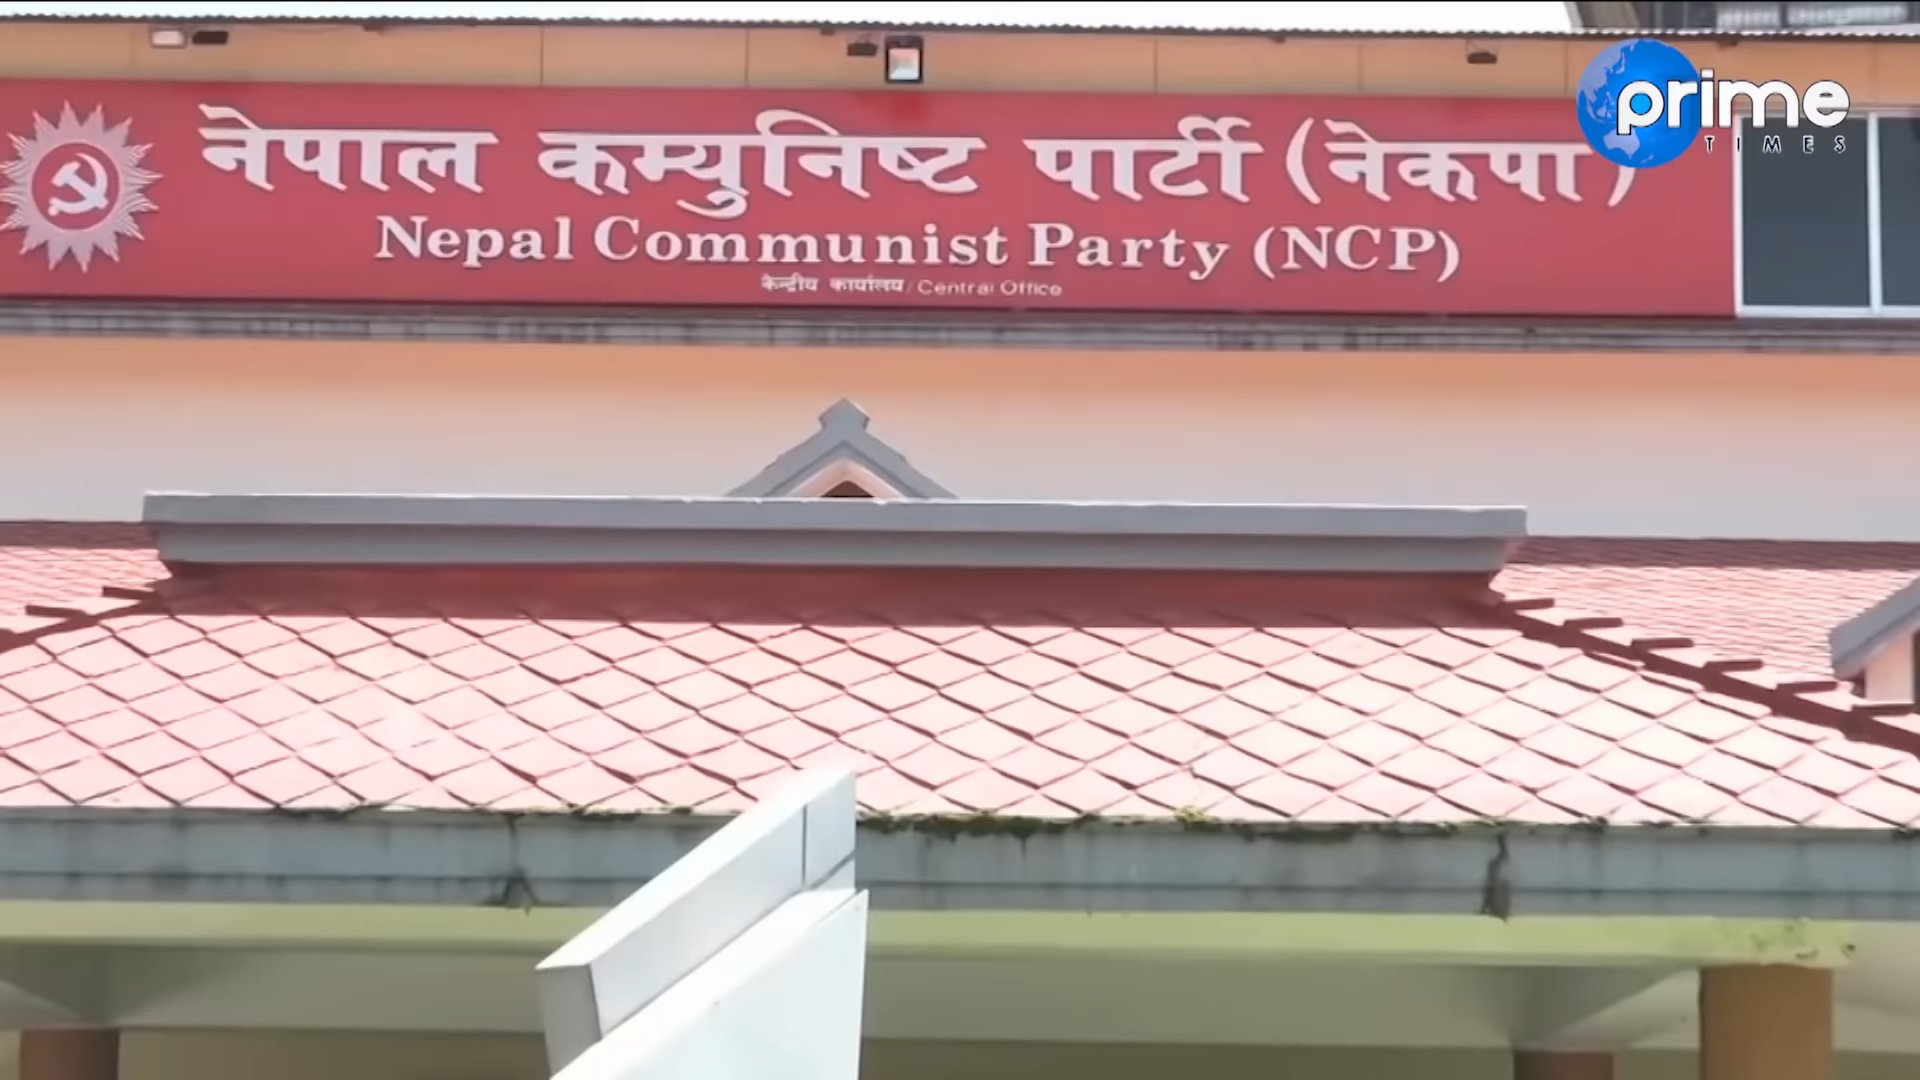 नेपाल कम्युनिष्ट पार्टी (नेकपा)
Nepal Communist Party (NCP)
केन्द्रीय कार्यालय / Central Office
prime
TIMES